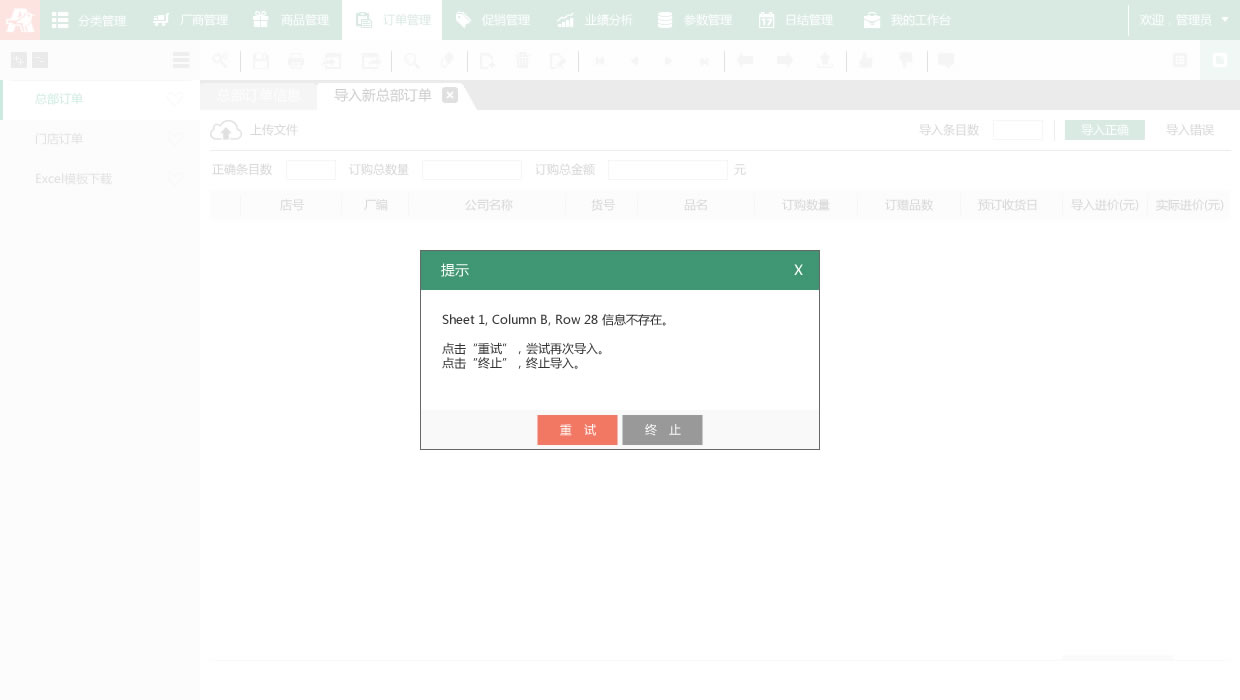 分类管理 厂商管理 商品管理 订单管理 促销管理 业绩分析 参数管理 日结管理 我的工作台 欢迎，管理员
总部订单 总部订单信息 导入新总部订单
门店订单 上传文件 导入条目数 导入正确 导入错误
Excel模板下载 正确条目数 订购总数量 订购总金额 元
店号 厂编 公司名称 货号 品名 订购数量 订赠品数 预订收货日 导入进价(元) 实际进价(元)
提示 X
Sheet 1, Column B, Row 28 信息不存在。
点击“重试”，尝试再次导入。
点击“终止”，终止导入。
重 试 终 止